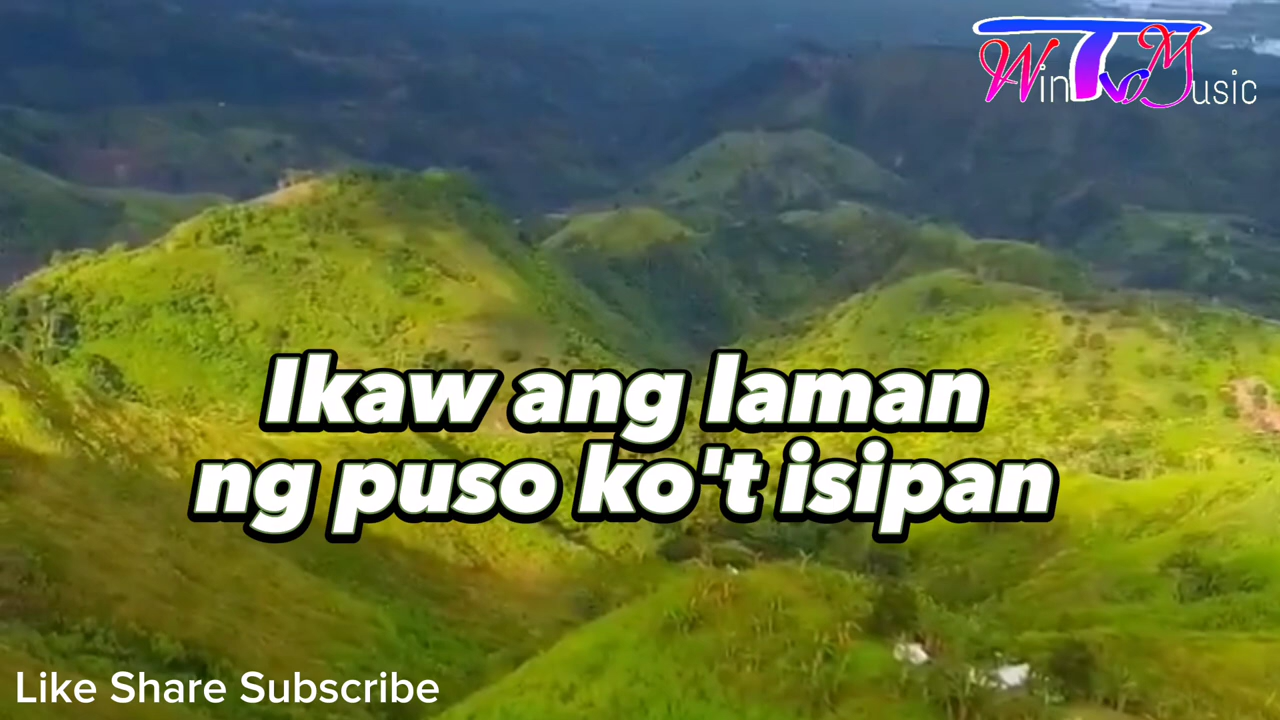 WinTvMusic
Ikaw ang laman
ng puso ko't isipan
Like Share Subscribe